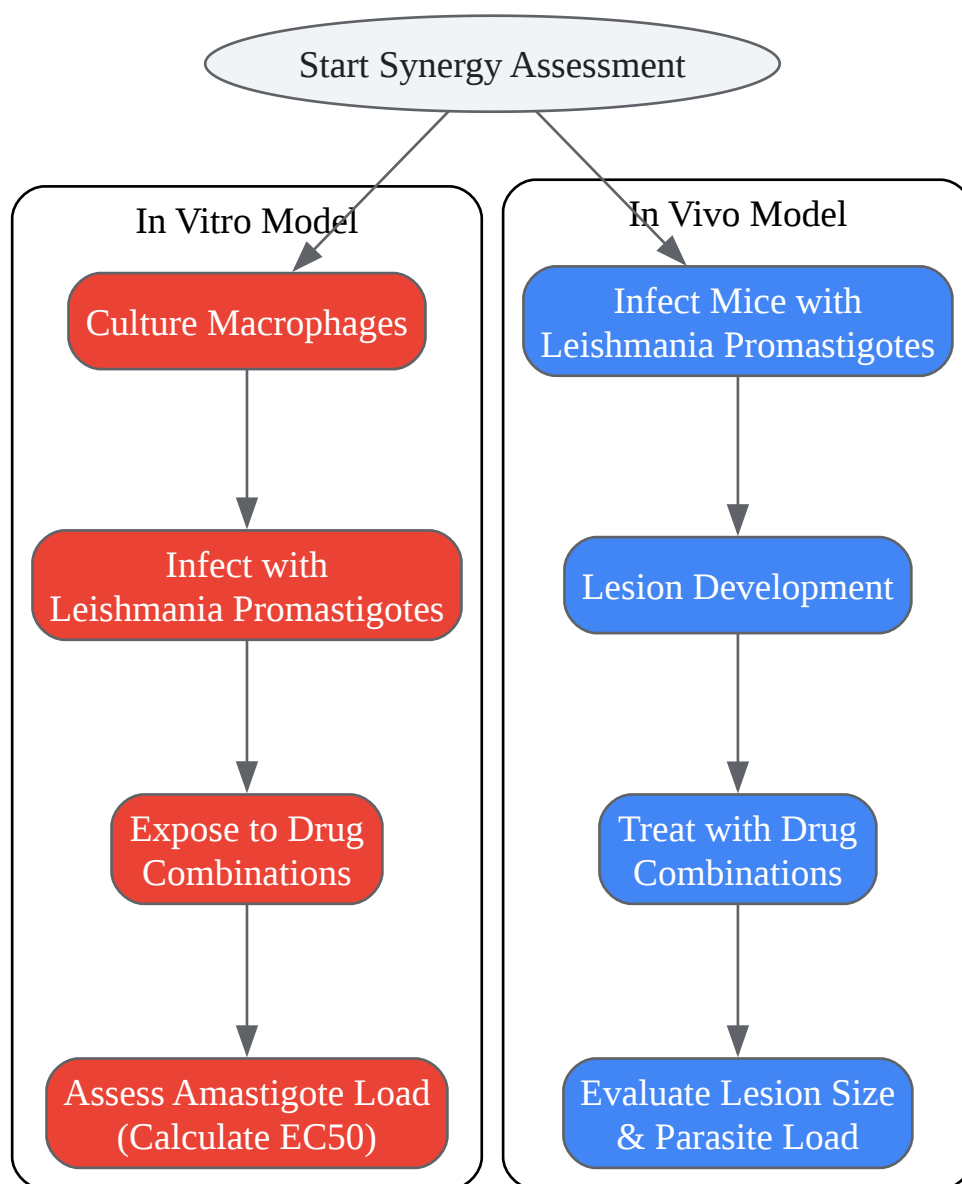 Start Synergy Assessment
In Vitro Model
Culture Macrophages
Infect with
Leishmania Promastigotes
Expose to Drug
Combinations
Assess Amastigote Load
(Calculate EC50)
In Vivo Model
Infect Mice with
Leishmania Promastigotes
Lesion Development
Treat with Drug
Combinations
Evaluate Lesion Size
& Parasite Load